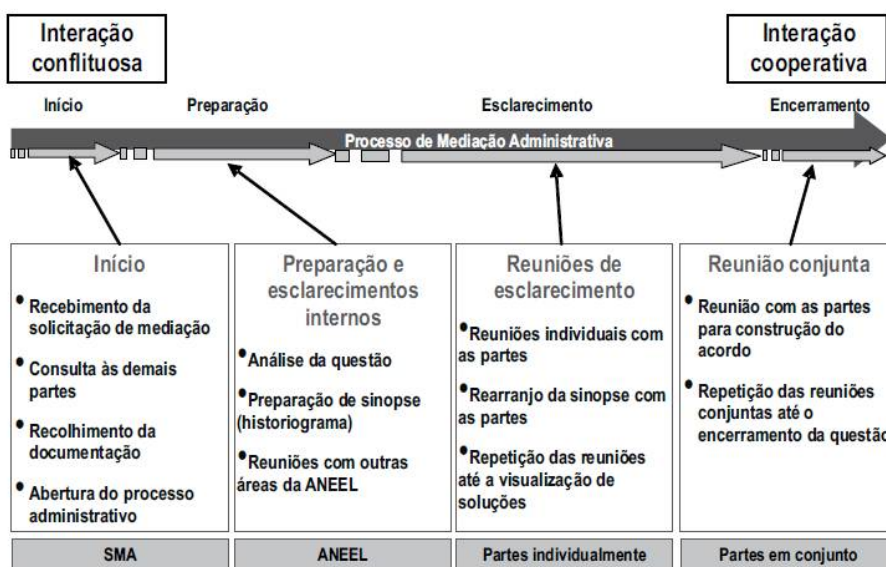 Interação
conflituosa
Interação
cooperativa
Início
Preparação
Esclarecimento
Encerramento
Processo de Mediação Administrativa
Início
• Recebimento da
solicitação de mediação
• Consulta às demais
partes
• Recolhimento da
documentação
• Abertura do processo
administrativo
SMA
Preparação e
esclarecimentos
internos
• Análise da questão
• Preparação de sinopse
(historiograma)
• Reuniões com outras
áreas da ANEEL
ANEEL
Reuniões de
esclarecimento
• Reuniões individuais com
as partes
• Rearranjo da sinopse com
as partes
• Repetição das reuniões
até a visualização de
soluções
Partes individualmente
Reunião conjunta
• Reunião com as partes
para construção do
acordo
• Repetição das reuniões
conjuntas até o
encerramento da questão
Partes em conjunto